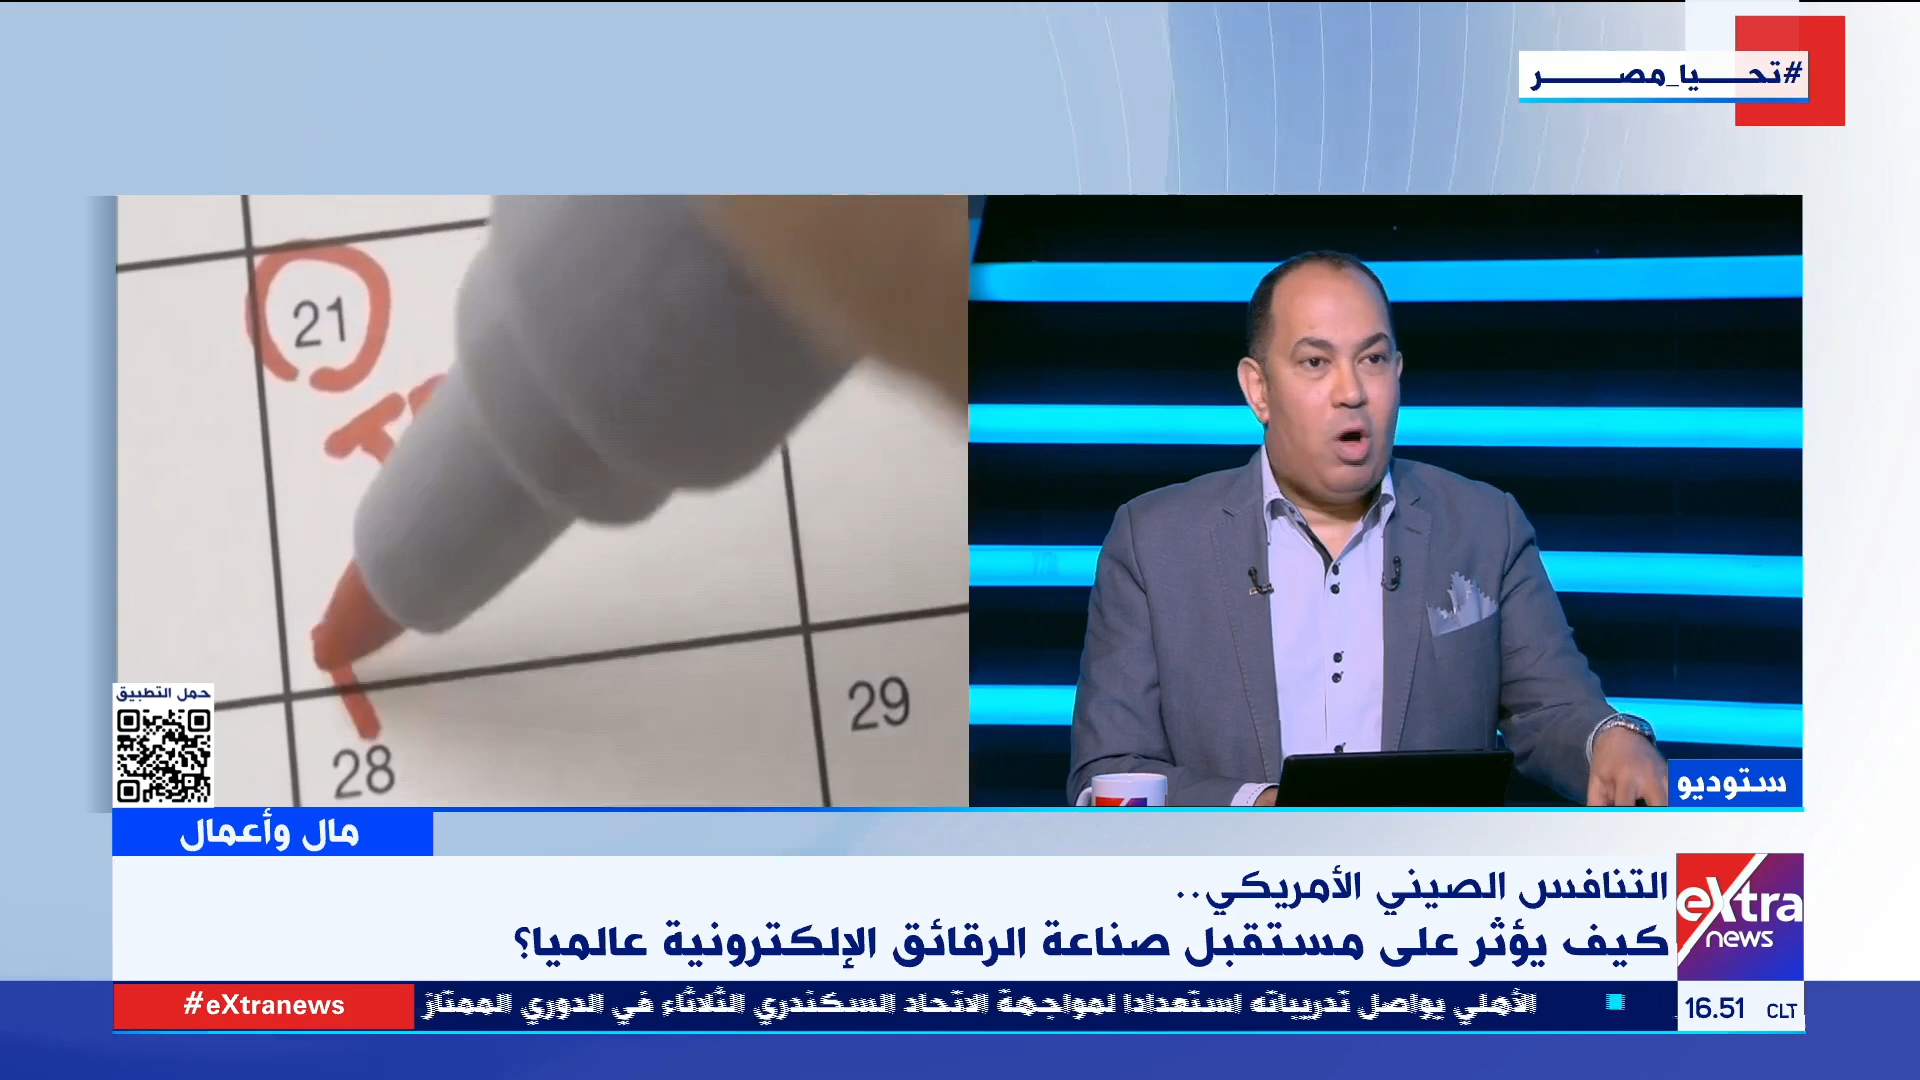 #تحيا_مصر
21
28
29
حمل التطبيق
ستوديو
مال وأعمال
التنافس الصيني الأمريكي..
كيف يؤثر على مستقبل صناعة الرقائق الإلكترونية عالميا؟
eXtra
news
#eXtranews
الأهلي يواصل تدريباته استعدادا لمواجهة الاتحاد السكندري الثلاثاء في الدوري الممتاز
16.51 CLT